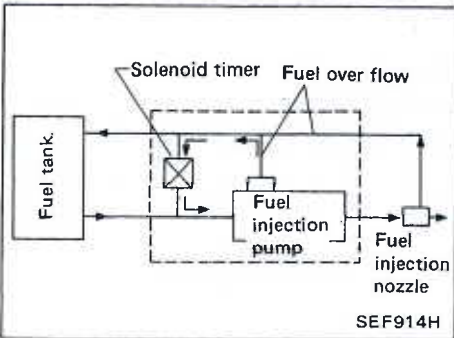 Solenoid timer
Fuel over flow
Fuel tank.
Fuel
injection
pump
Fuel
injection
nozzle
SEF914H